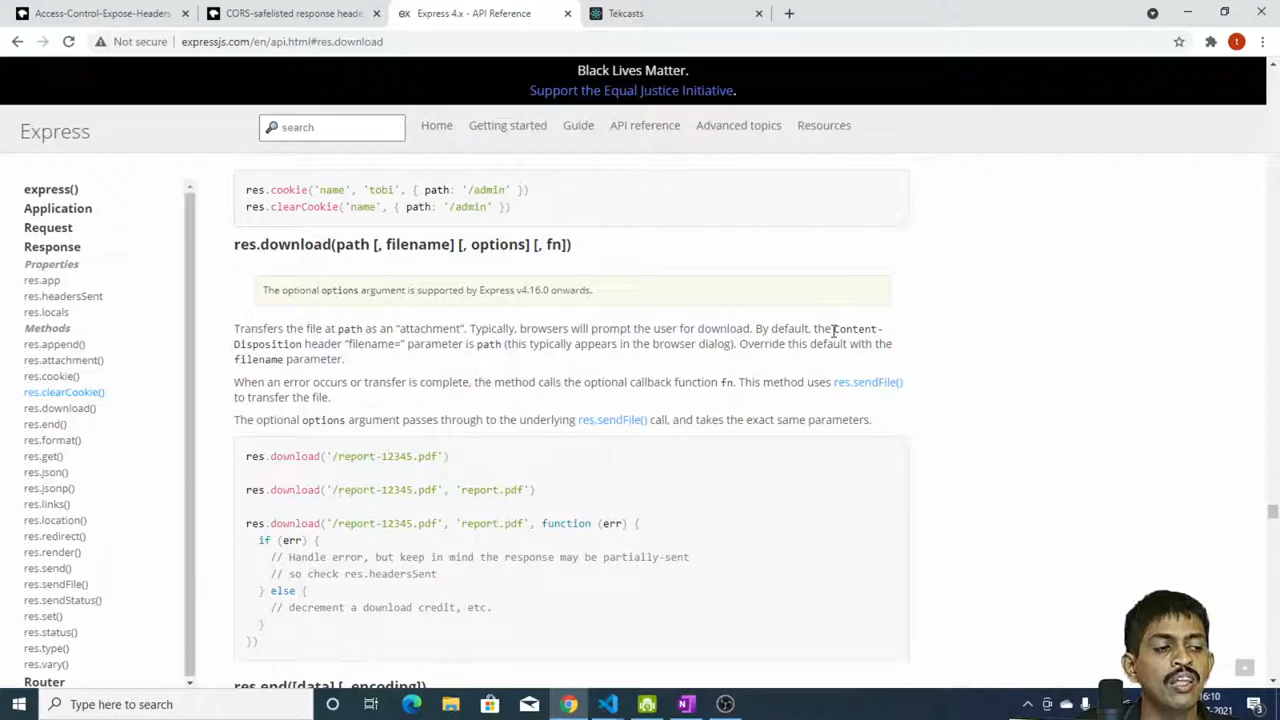 Access-Control-Expose-Headers
CORS-safelisted response heade
Express 4.x - API Reference
Tekcasts
Not secure
expressjs.com/en/api.html#res.download
t
Black Lives Matter.
Support the Equal Justice Initiative.
Express
search
Home
Getting started
Guide
API reference
Advanced topics
Resources
express()
Application
Request
Response
Properties
res.app
res.headersSent
res.locals
Methods
res.append()
res.attachment()
res.cookie()
res.clearCookie()
res.download()
res.end()
res.format()
res.get()
res.json()
res.jsonp()
res.links()
res.location()
res.redirect()
res.render()
res.send()
res.sendFile()
res.sendStatus()
res.set()
res.status()
res.type()
res.vary()
Router
res.cookie('name', 'tobi', { path: '/admin' })
res.clearCookie('name', { path: '/admin' })
res.download(path [, filename] [, options] [, fn])
The optional options argument is supported by Express v4.16.0 onwards.
Transfers the file at path as an "attachment". Typically, browsers will prompt the user for download. By default, the Content-
Disposition header "filename=" parameter is path (this typically appears in the browser dialog). Override this default with the
filename parameter.
When an error occurs or transfer is complete, the method calls the optional callback function fn. This method uses res.sendFile()
to transfer the file.
The optional options argument passes through to the underlying res.sendFile() call, and takes the exact same parameters.
res.download('/report-12345.pdf')
res.download('/report-12345.pdf', 'report.pdf')
res.download('/report-12345.pdf', 'report.pdf', function (err) {
if (err) {
// Handle error, but keep in mind the response may be partially-sent
// so check res.headersSent
} else {
// decrement a download credit, etc.
}
})
res.end([data] [, encoding])
Type here to search
16:10
-2021